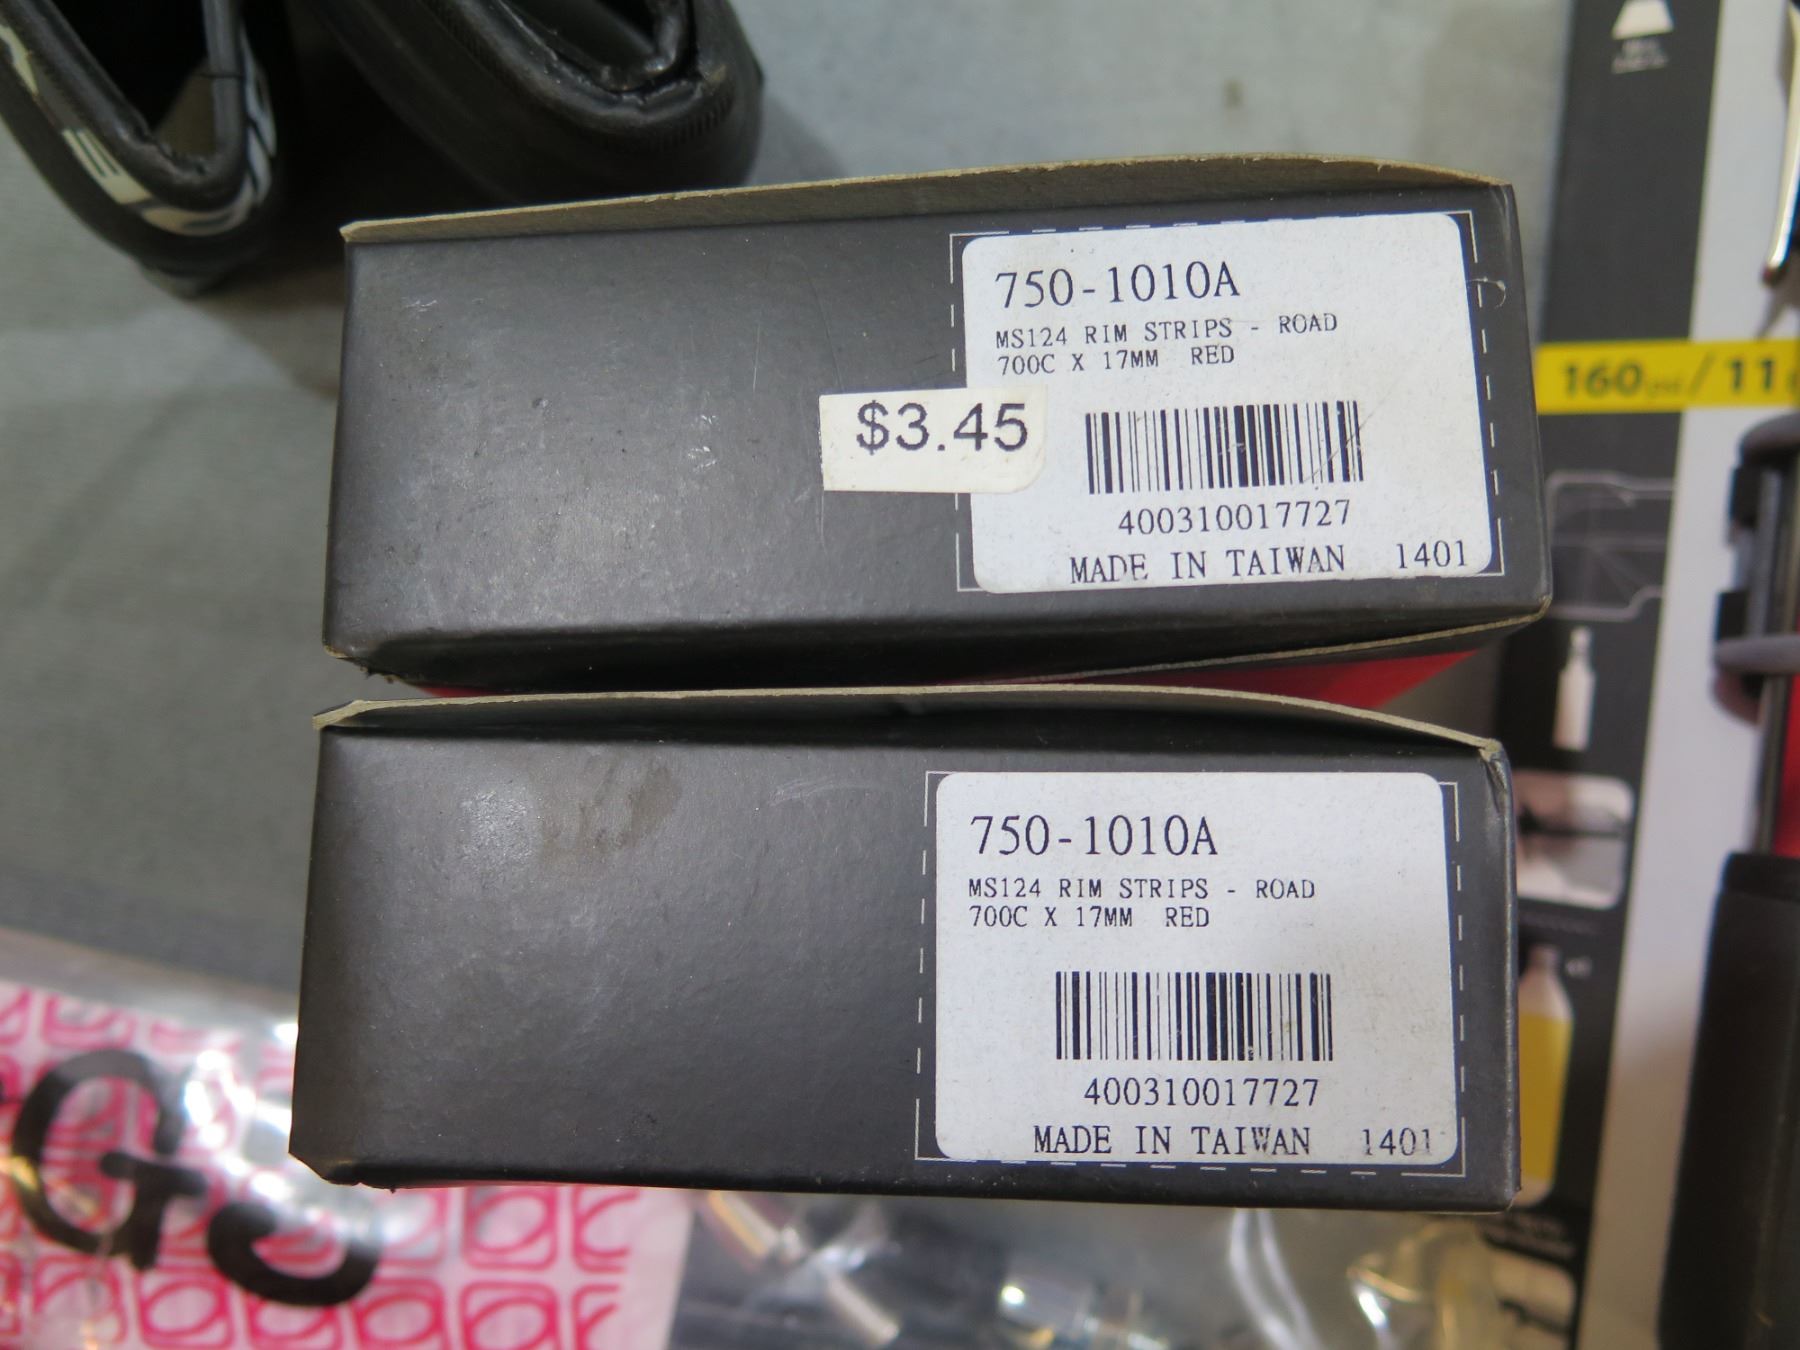 750-1010A
MS124 RIM STRIPS - ROAD
700C X 17MM RED
$3.45
400310017727
MADE IN TAIWAN 1401
160 / 11
750-1010A
MS124 RIM STRIPS - ROAD
700C X 17MM RED
400310017727
MADE IN TAIWAN 1401